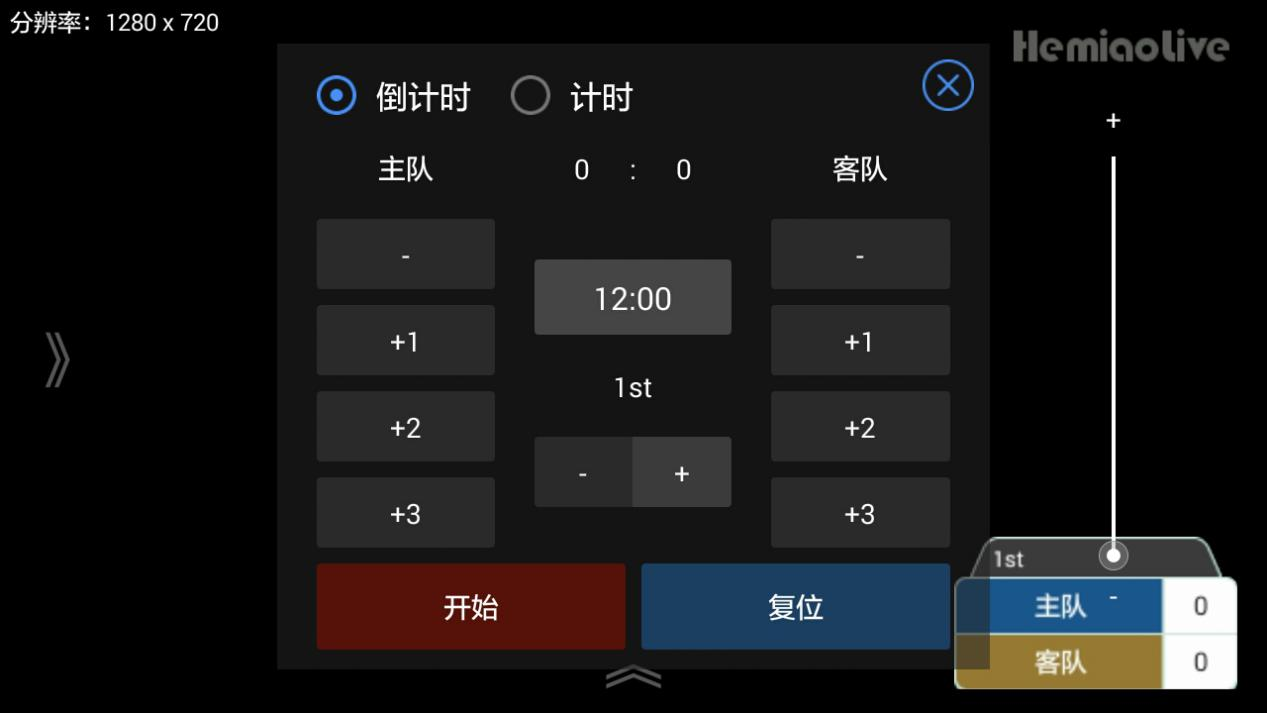 分辨率：1280 x 720
HemiaoLive
倒计时 计时
主队 0 : 0 客队
- -
12:00
+1 +1
1st
+2 +2
- +
+3 +3
开始 复位
+
1st
主队 - 0
客队 0